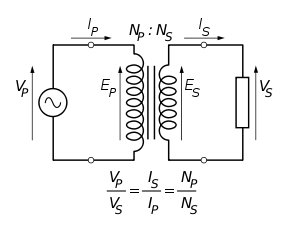 I_P N_P : N_S I_S
V_P E_P E_S V_S
V_P/V_S = I_S/I_P = N_P/N_S